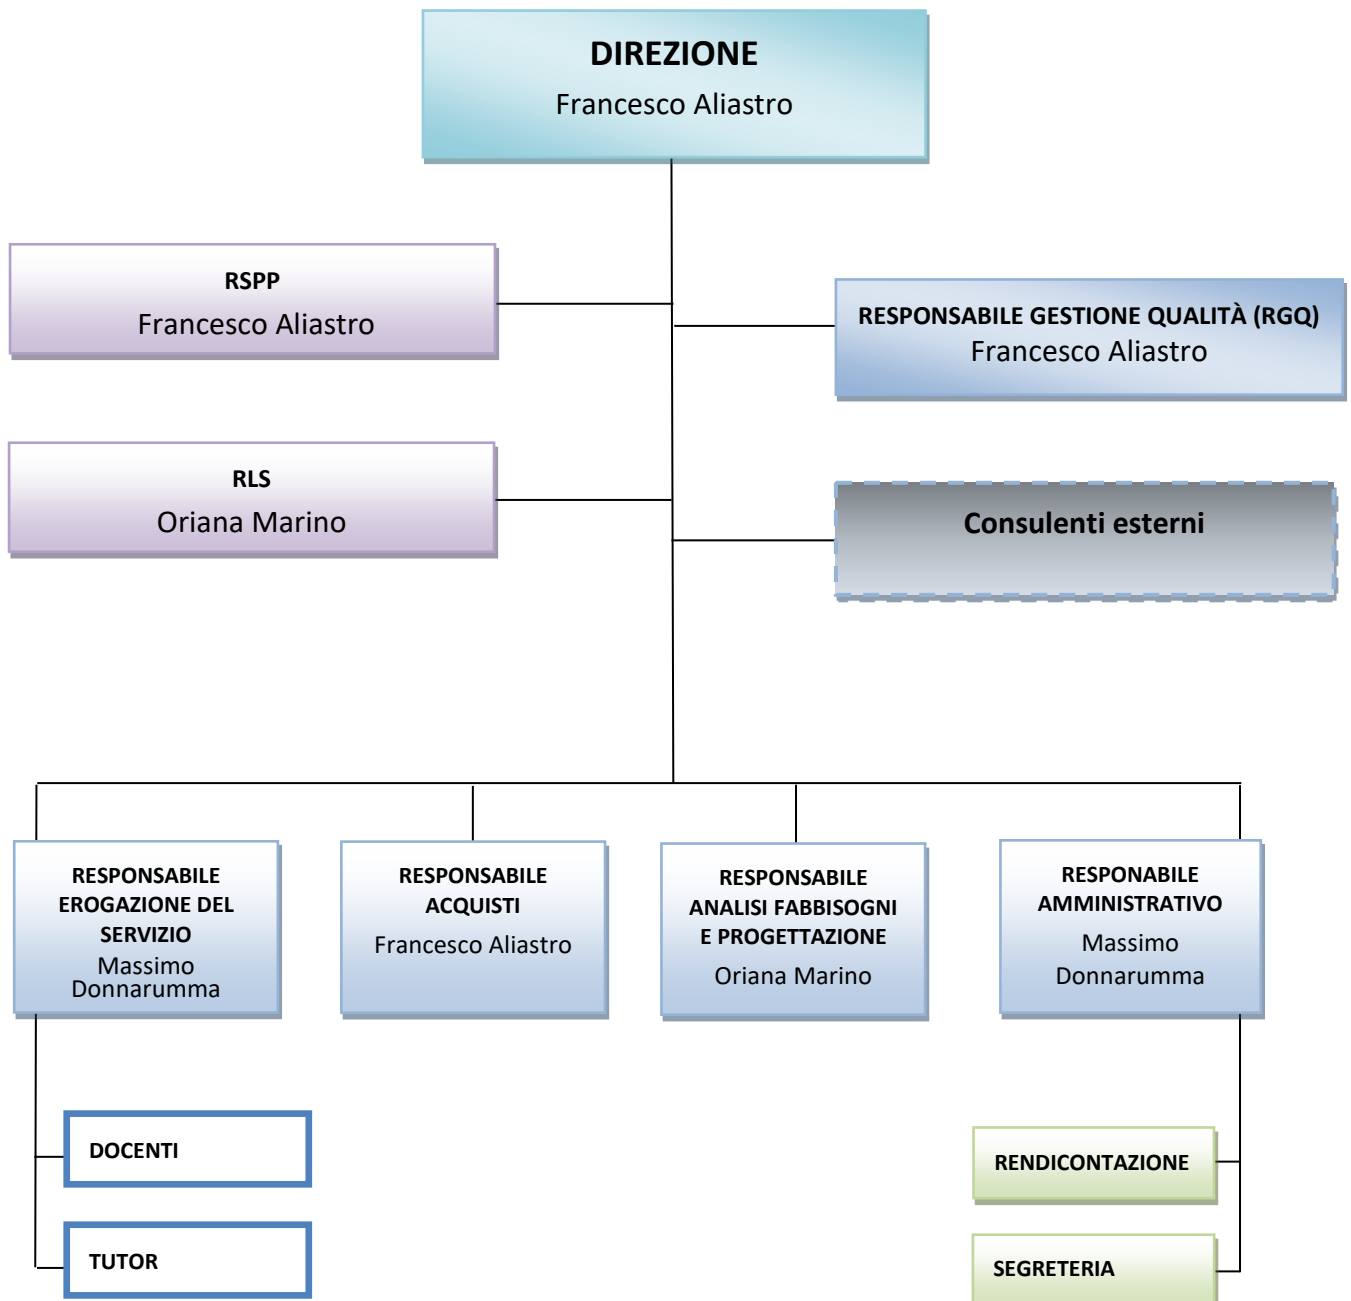 DIREZIONE
Francesco Aliastro
RSPP
Francesco Aliastro
RESPONSABILE GESTIONE QUALITÀ (RGQ)
Francesco Aliastro
RLS
Oriana Marino
Consulenti esterni
RESPONSABILE
EROGAZIONE DEL
SERVIZIO
Massimo
Donnarumma
RESPONSABILE
ACQUISTI
Francesco Aliastro
RESPONSABILE
ANALISI FABBISOGNI
E PROGETTAZIONE
Oriana Marino
RESPONABILE
AMMINISTRATIVO
Massimo
Donnarumma
DOCENTI
TUTOR
RENDICONTAZIONE
SEGRETERIA